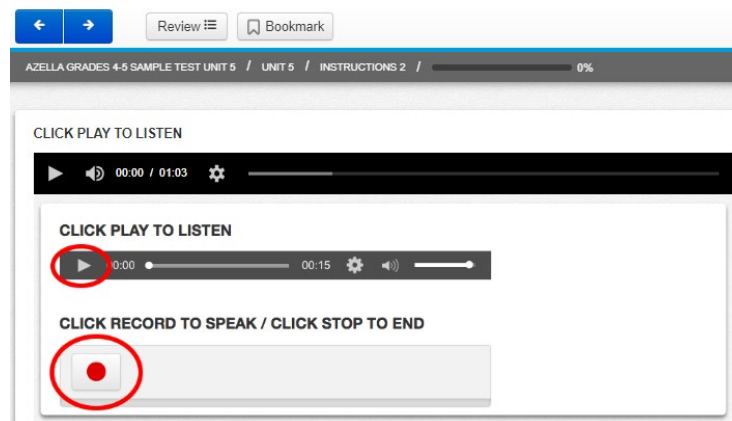 Review
Bookmark
AZELLA GRADES 4-5 SAMPLE TEST UNIT 5 / UNIT 5 / INSTRUCTIONS 2 / 0%
CLICK PLAY TO LISTEN
00:00 / 01:03
CLICK PLAY TO LISTEN
00:00 00:15
CLICK RECORD TO SPEAK / CLICK STOP TO END